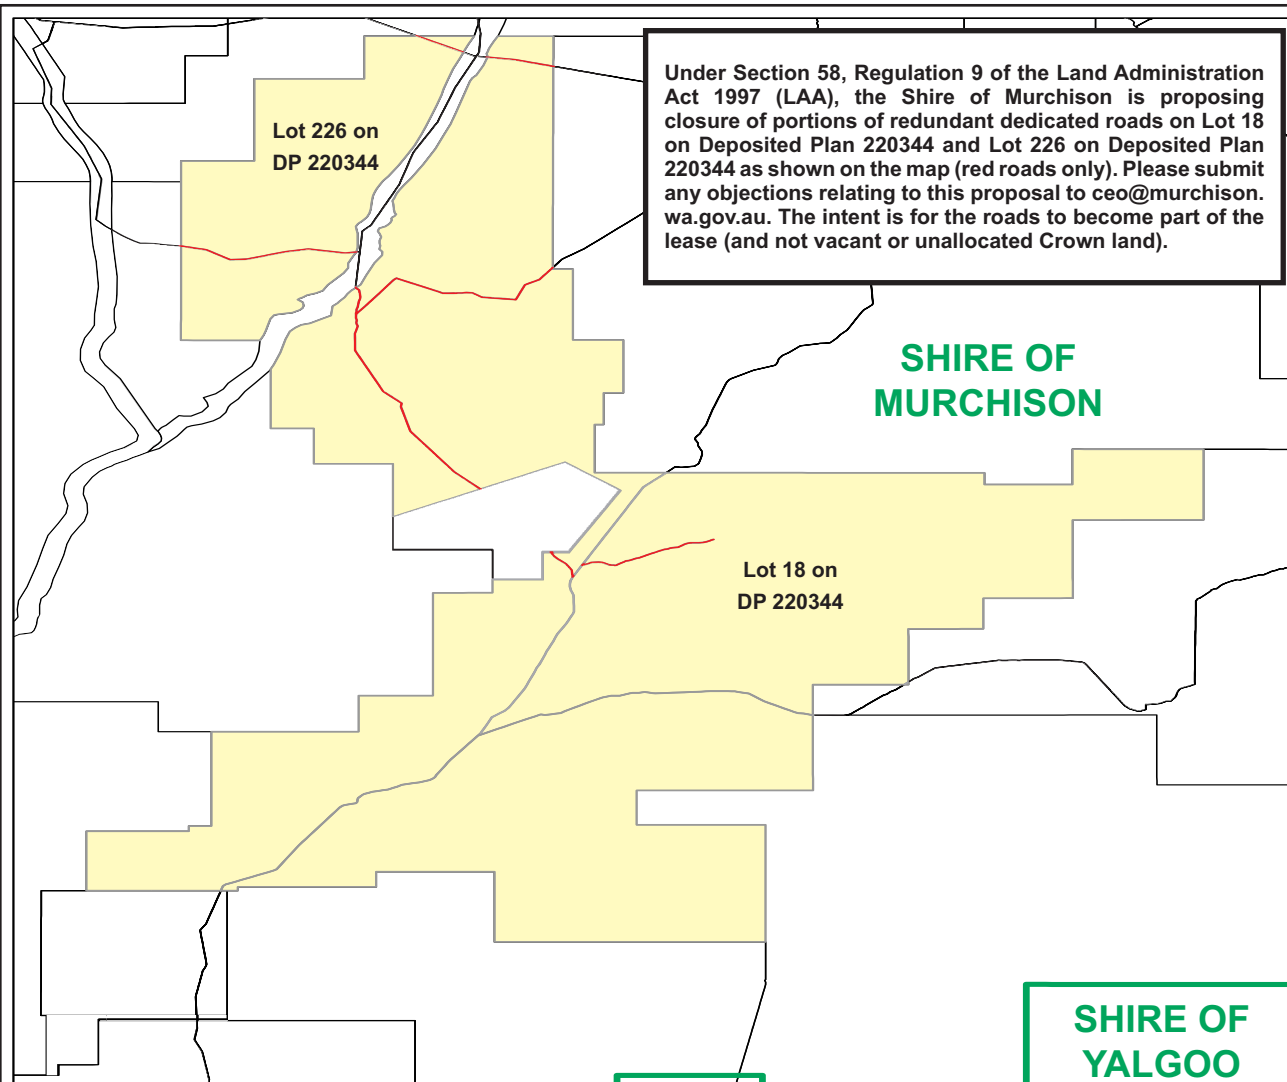 Under Section 58, Regulation 9 of the Land Administration
Act 1997 (LAA), the Shire of Murchison is proposing
closure of portions of redundant dedicated roads on Lot 18
on Deposited Plan 220344 and Lot 226 on Deposited Plan
220344 as shown on the map (red roads only). Please submit
any objections relating to this proposal to ceo@murchison.
wa.gov.au. The intent is for the roads to become part of the
lease (and not vacant or unallocated Crown land).
Lot 226 on
DP 220344
SHIRE OF
MURCHISON
Lot 18 on
DP 220344
SHIRE OF
YALGOO